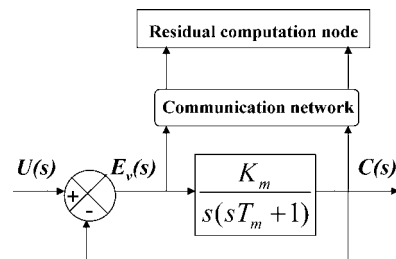 Residual computation node
Communication network
U(s)
E_v(s)
K_m
C(s)
+
-
s(sT_m + 1)